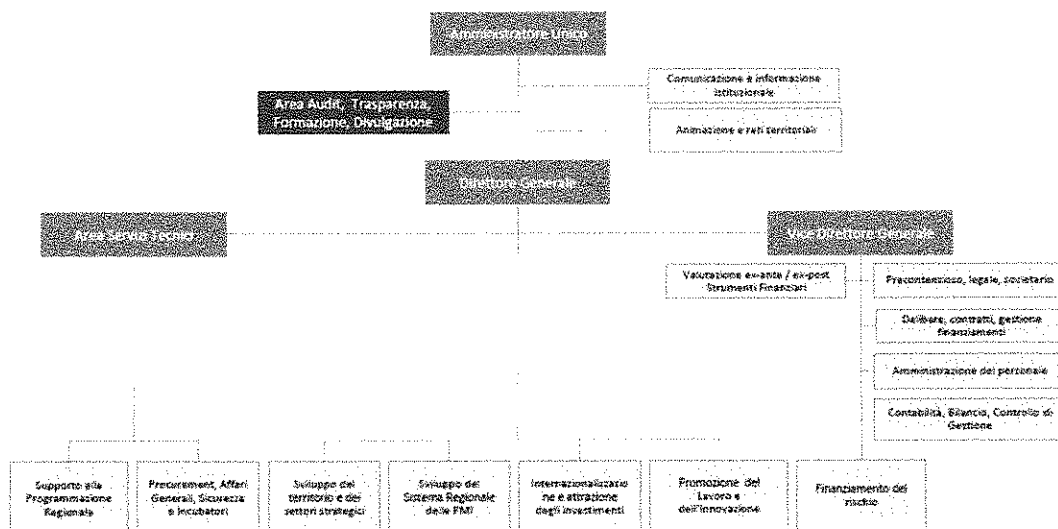 Amministratore Unico
Comunicazione e informazione
istituzionale
Area Audit, Trasparenza,
Formazione, Divulgazione
Animazione e reti territoriali
Direttore Generale
Area Servizi Tecnici
Vice Direttore Generale
Valutazione ex-ante / ex-post
Strumenti Finanziari
Precontenzioso, legale, societario
Delibere, contratti, gestione
finanziamenti
Amministrazione del personale
Contabilità, Bilancio, Controllo di
Gestione
Supporto alla
Programmazione
Regionale
Procurement, Affari
Generali, Sicurezza
e Incubatori
Sviluppo del
territorio e dei
settori strategici
Sviluppo del
Sistema Regionale
delle PMI
Internazionalizzazio
ne e attrazione
degli investimenti
Promozione del
Lavoro e
dell'Innovazione
Finanziamento del
rischio